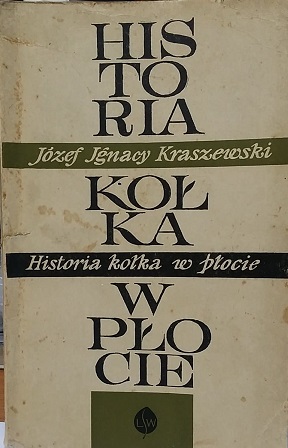 HIS
TO
RIA
Józef Ignacy Kraszewski
KOŁ
KA
Historia kołka w płocie
W
PŁO
CIE
LSW